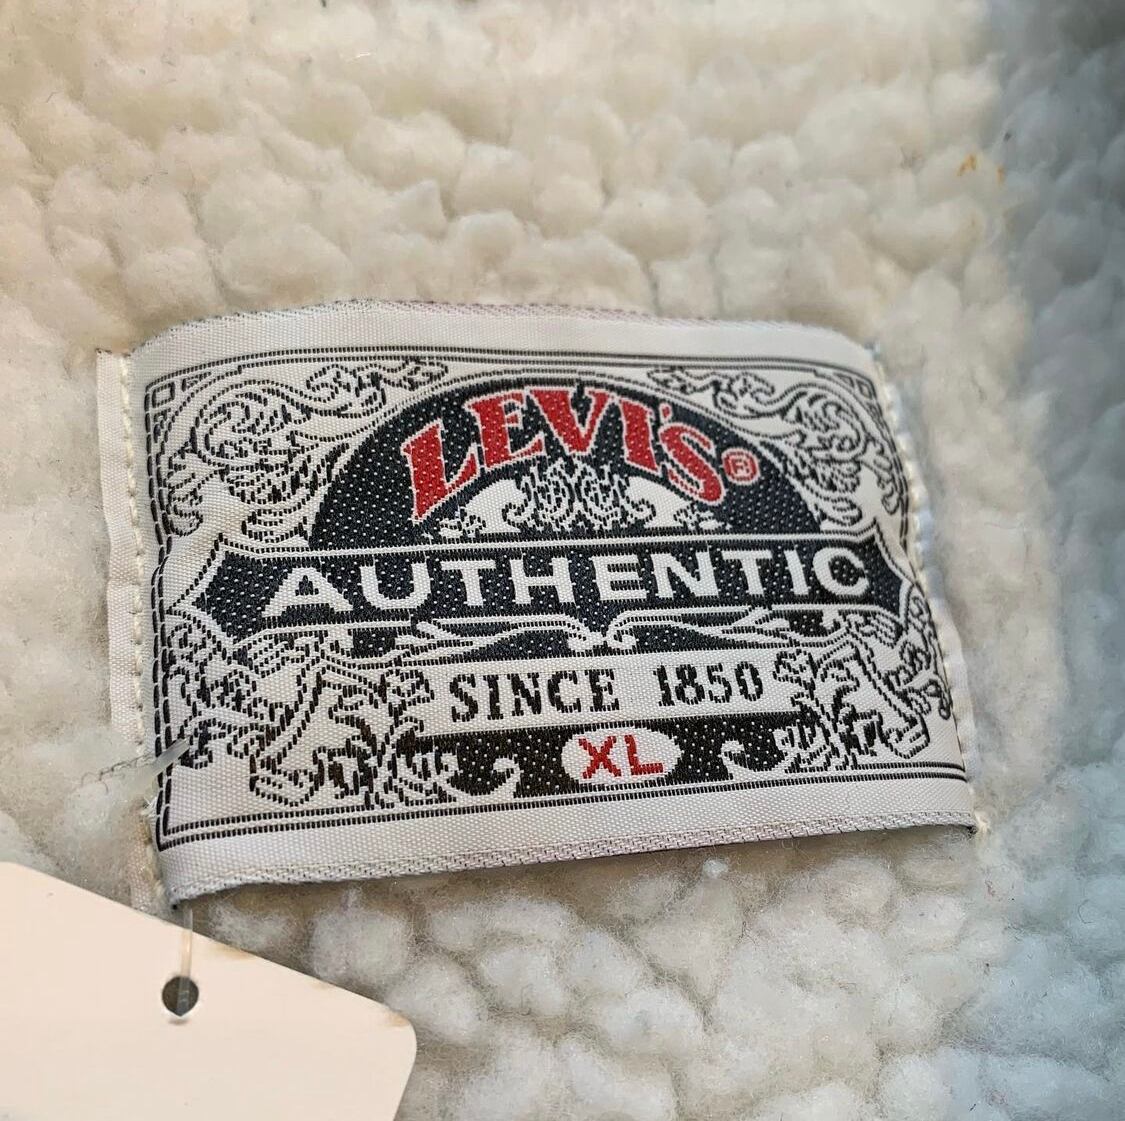 LEVI'S®
AUTHENTIC
SINCE 1850
XL